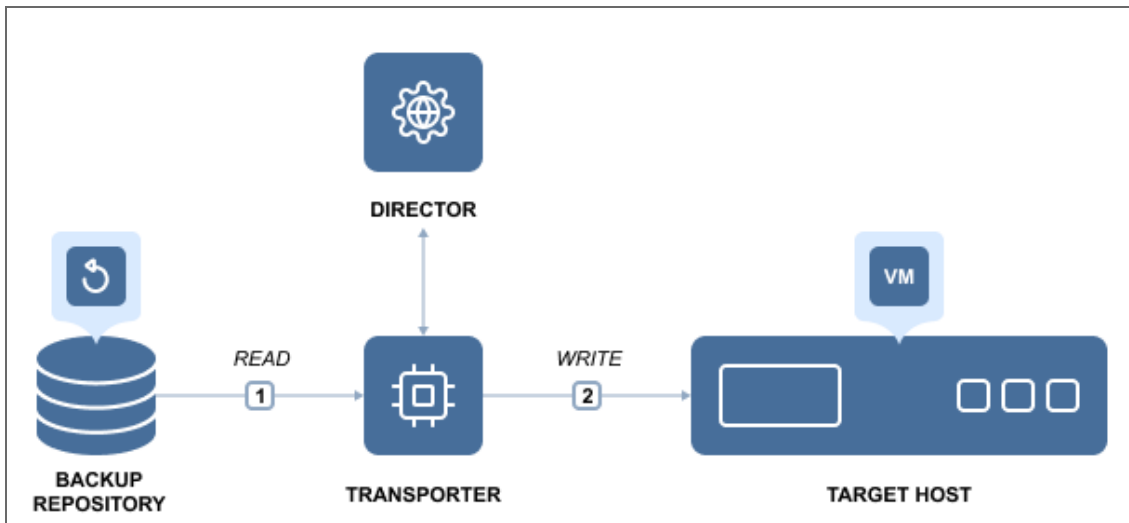 DIRECTOR
VM
READ
WRITE
1
2
BACKUP
REPOSITORY
TRANSPORTER
TARGET HOST